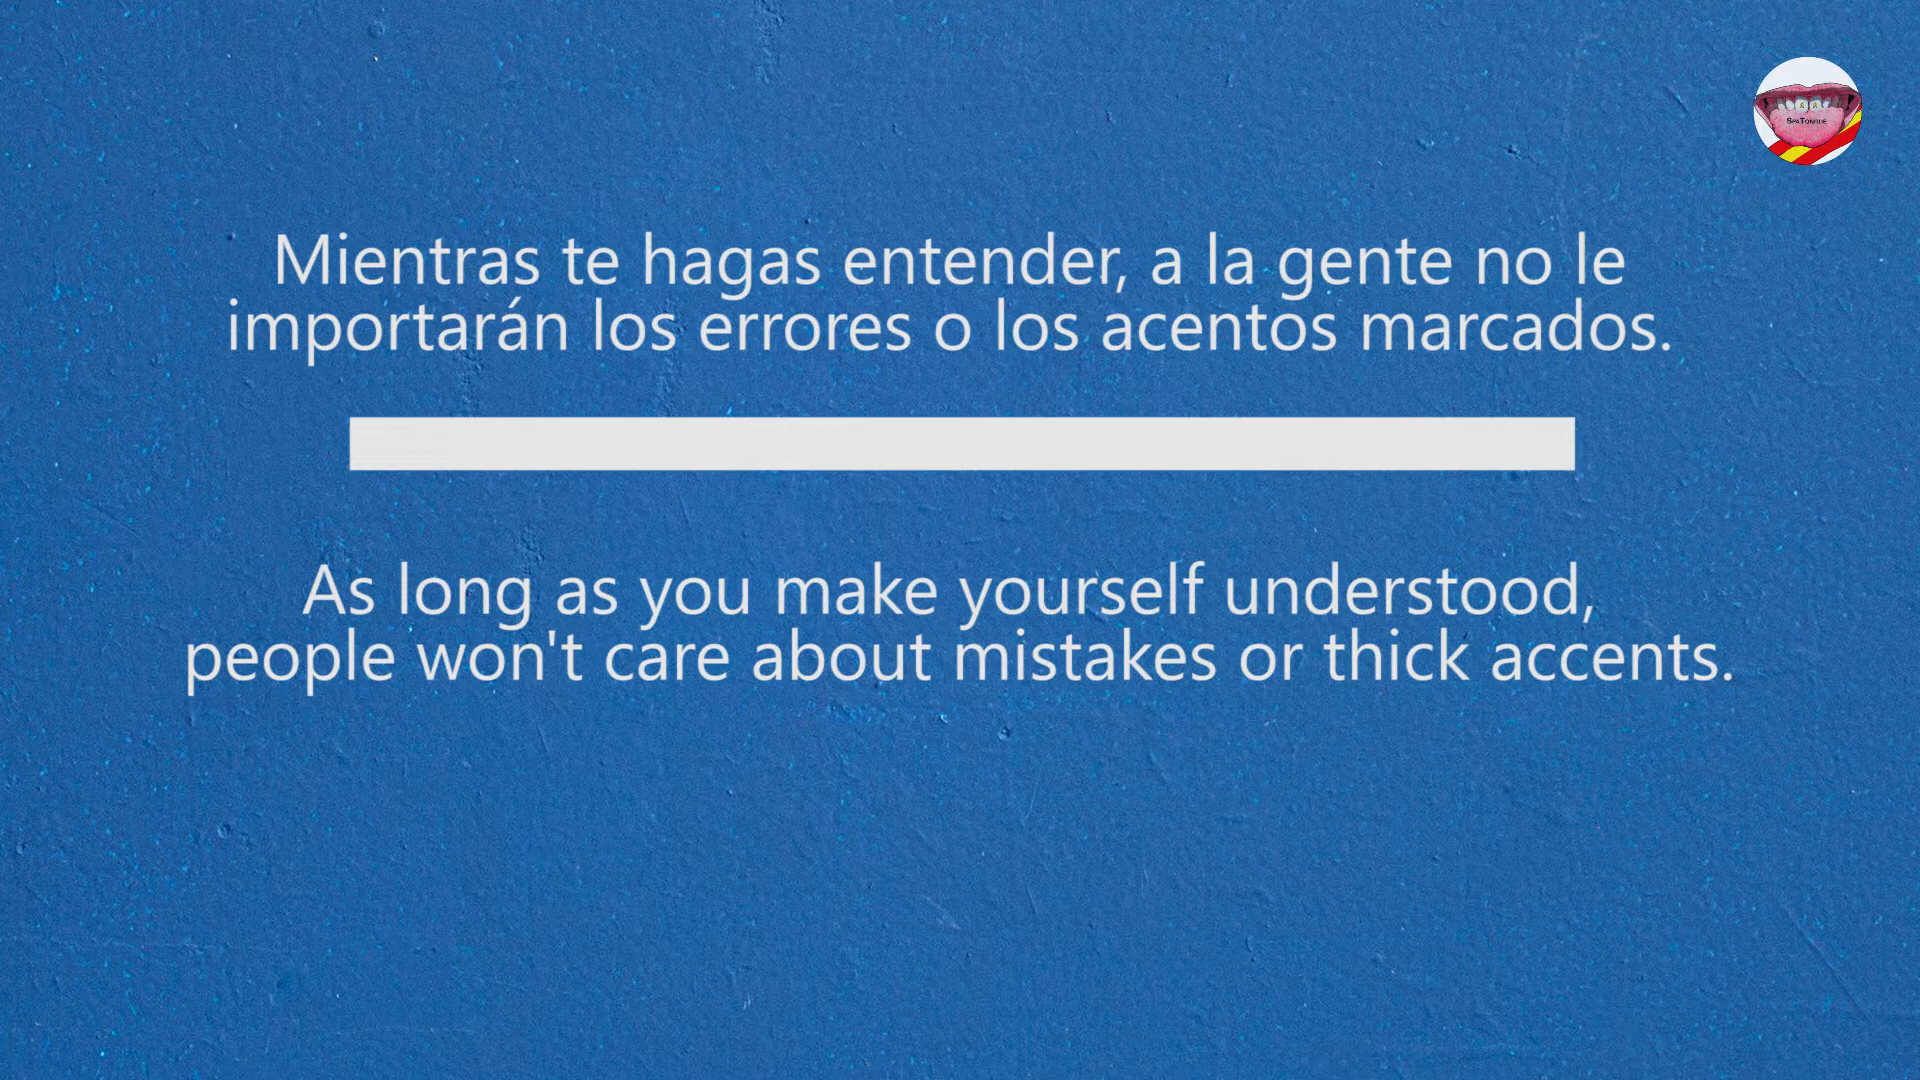 SpaTongue
Mientras te hagas entender, a la gente no le
importarán los errores o los acentos marcados.
As long as you make yourself understood,
people won't care about mistakes or thick accents.